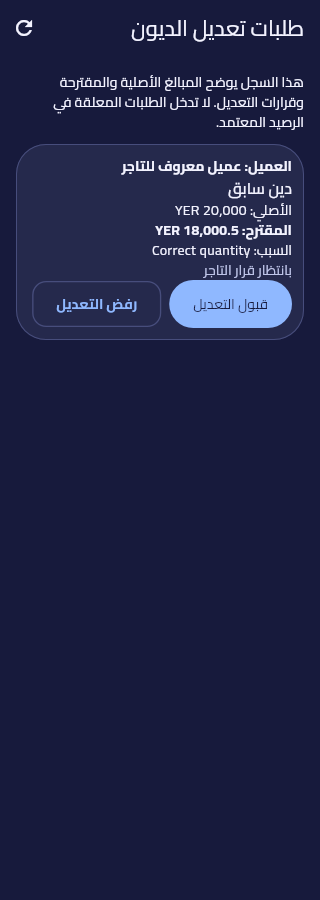 طلبات تعديل الديون
هذا السجل يوضح المبالغ الأصلية والمقترحة
وقرارات التعديل. لا تدخل الطلبات المعلقة في
الرصيد المعتمد.
العميل: عميل معروف للتاجر
دين سابق
الأصلي: 20,000 YER
المقترح: 18,000.5 YER
السبب: Correct quantity
بانتظار قرار التاجر
قبول التعديل
رفض التعديل